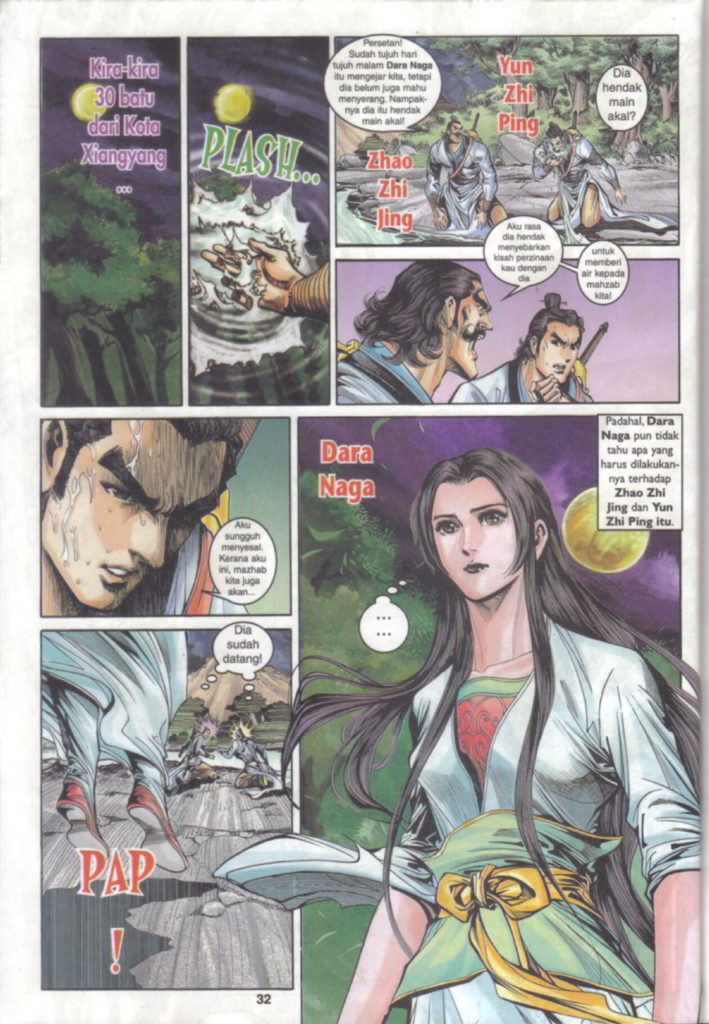 Kira-kira
30 batu
dari Kota
Xiangyang
...
PLASH...
Persetan!
Sudah tujuh hari
tujuh malam Dara Naga
itu mengejar kita, tetapi
dia belum juga mahu
menyerang. Nampak-
nya dia itu hendak
main akal!
Zhao
Zhi
Jing
Yun
Zhi
Ping
Dia
hendak
main
akal?
Aku rasa
dia hendak
menyebarkan
kisah perzinaan
kau dengan
dia
untuk
memberi
air kepada
mahzab
kita!
Aku
sungguh
menyesal.
Kerana aku
ini, mazhab
kita juga
akan...
Dara
Naga
Padahal, Dara
Naga pun tidak
tahu apa yang
harus dilakukan-
nya terhadap
Zhao Zhi
Jing dan Yun
Zhi Ping itu.
...
...
Dia
sudah
datang!
PAP
!
32